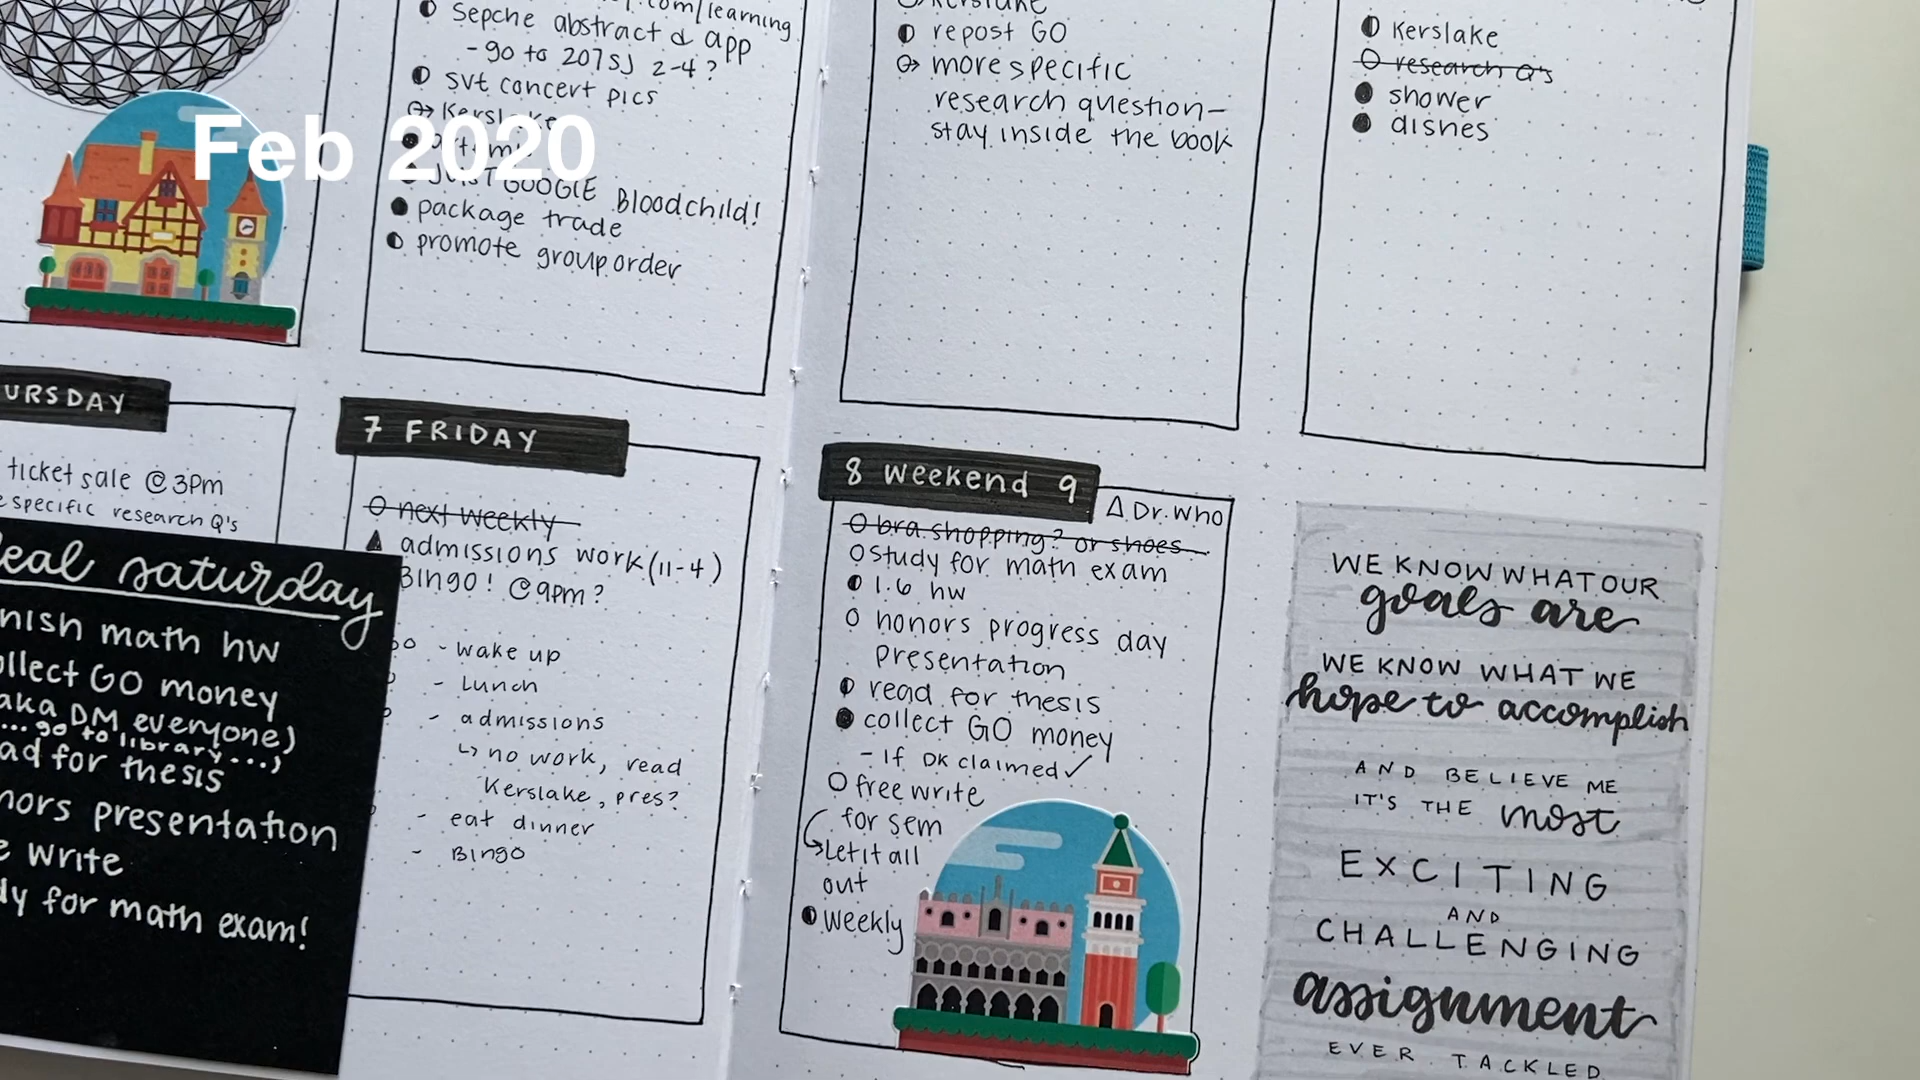 Feb 2020
.com/learning
Sepche abstract & app
- go to 207SJ 2-4?
svt concert pics
Kerslake
JUST GOOGLE Bloodchild!
package trade
promote group order
Kerslake
repost GO
more specific
research question—
stay inside the book
Kerslake
research Q's
shower
dishes
URSDAY
ticket sale @ 3pm
specific research Q's
eal saturday
nish math hw
ollect GO money
aka DM everyone)
...go to library...)
ad for thesis
nors presentation
e write
dy for math exam!
7 FRIDAY
next weekly
admissions work (11-4)
Bingo! @9pm?
- wake up
- Lunch
- admissions
↳ no work, read
Kerslake, pres?
- eat dinner
- Bingo
8 weekend 9
Δ Dr. Who
bra shopping? or shoes
study for math exam
1.6 hw
honors progress day
presentation
read for thesis
collect GO money
- If DK claimed ✓
free write
for sem
Let it all
out
Weekly
WE KNOW WHAT OUR
goals are
WE KNOW WHAT WE
hope to accomplish
AND BELIEVE ME
IT'S THE most
EXCITING
AND
CHALLENGING
assignment
EVER TACKLED